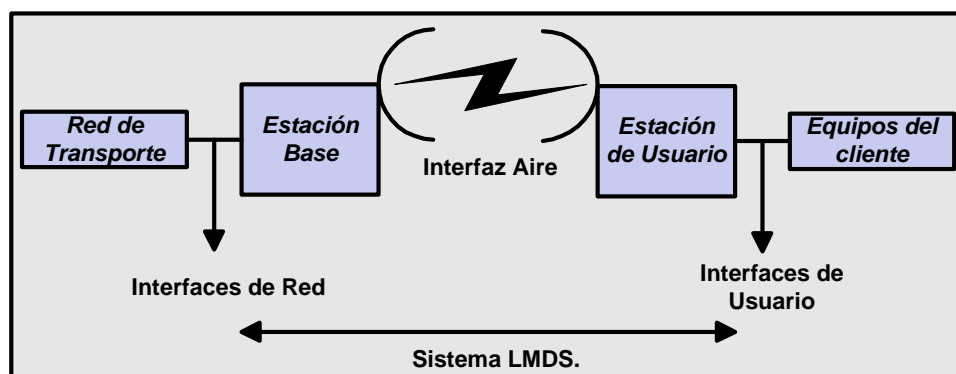 Red de
Transporte
Estación
Base
Interfaz Aire
Estación
de Usuario
Equipos del
cliente
Interfaces de Red
Interfaces de
Usuario
Sistema LMDS.